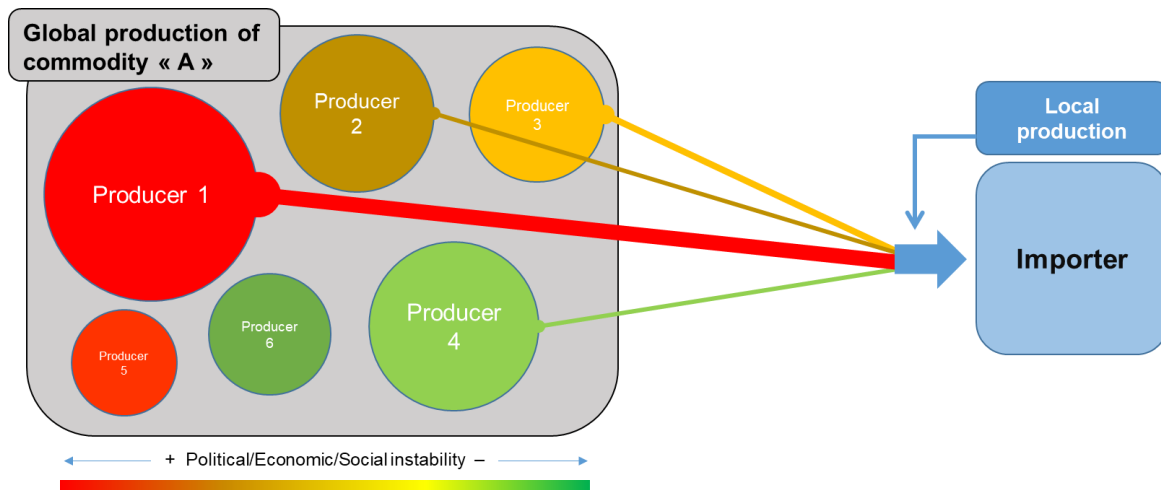 Global production of
commodity « A »
Producer
2
Producer
3
Producer 1
Producer
4
Producer
5
Producer
6
Local
production
Importer
+ Political/Economic/Social instability –